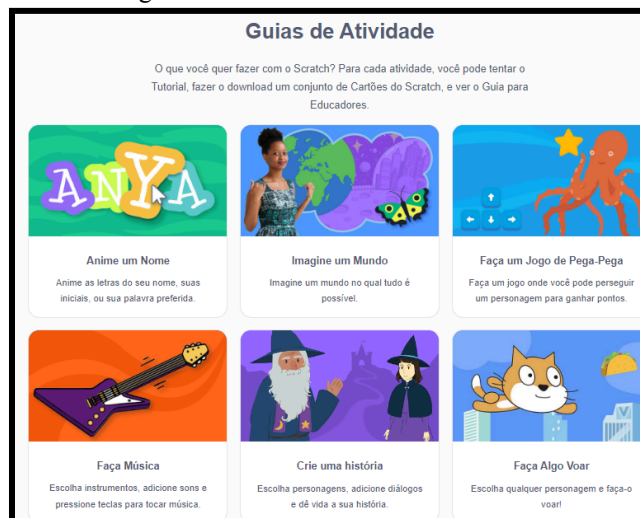 Guias de Atividade
O que você quer fazer com o Scratch? Para cada atividade, você pode tentar o
Tutorial, fazer o download um conjunto de Cartões do Scratch, e ver o Guia para
Educadores.
ANYA
Anime um Nome
Anime as letras do seu nome, suas
iniciais, ou sua palavra preferida.
Imagine um Mundo
Imagine um mundo no qual tudo é
possível.
Faça um Jogo de Pega-Pega
Faça um jogo onde você pode perseguir
um personagem para ganhar pontos.
Faça Música
Escolha instrumentos, adicione sons e
pressione teclas para tocar música.
Crie uma história
Escolha personagens, adicione diálogos
e dê vida a sua história.
Faça Algo Voar
Escolha qualquer personagem e faça-o
voar!